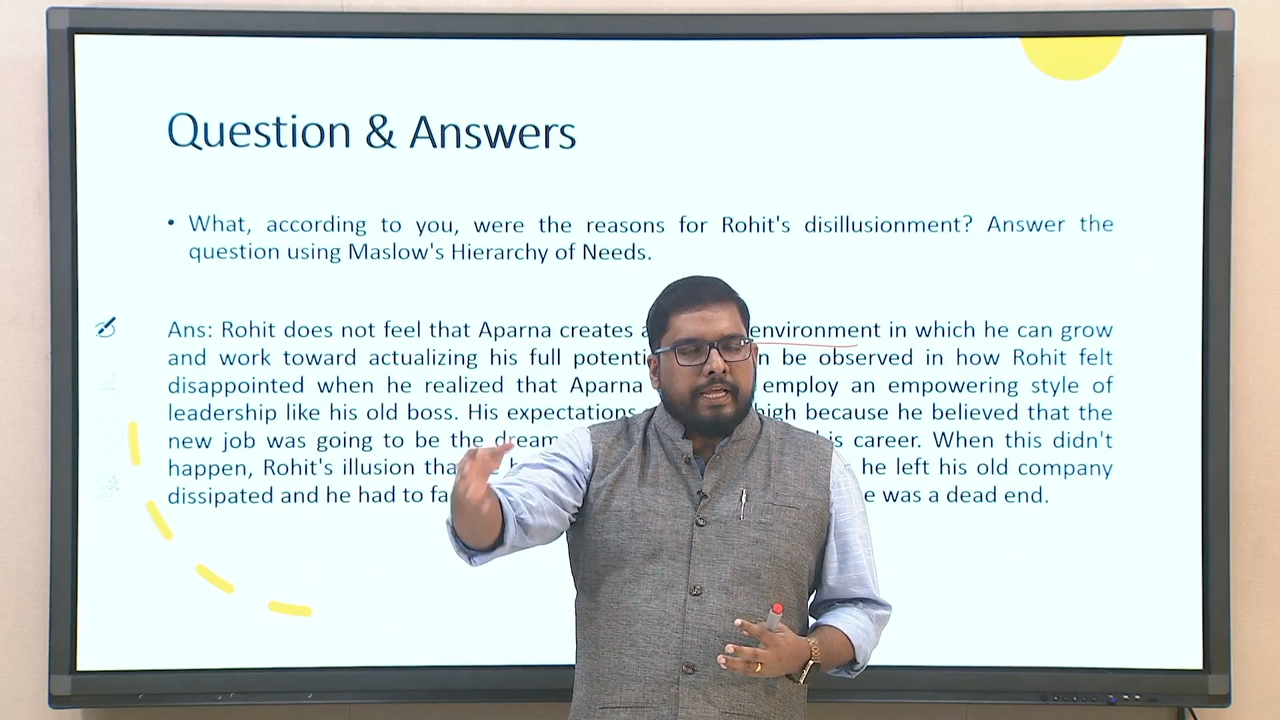 Question & Answers
• What, according to you, were the reasons for Rohit's disillusionment? Answer the
question using Maslow's Hierarchy of Needs.
Ans: Rohit does not feel that Aparna creates environment in which he can grow
and work toward actualizing his full be observed in how Rohit felt
disappointed when he realized that Aparna employ an empowering style of
leadership like his old boss. His expectations high because he believed that the
new job was going to be the dream career. When this didn't
happen, Rohit's illusion he left his old company
dissipated and he had to was a dead end.